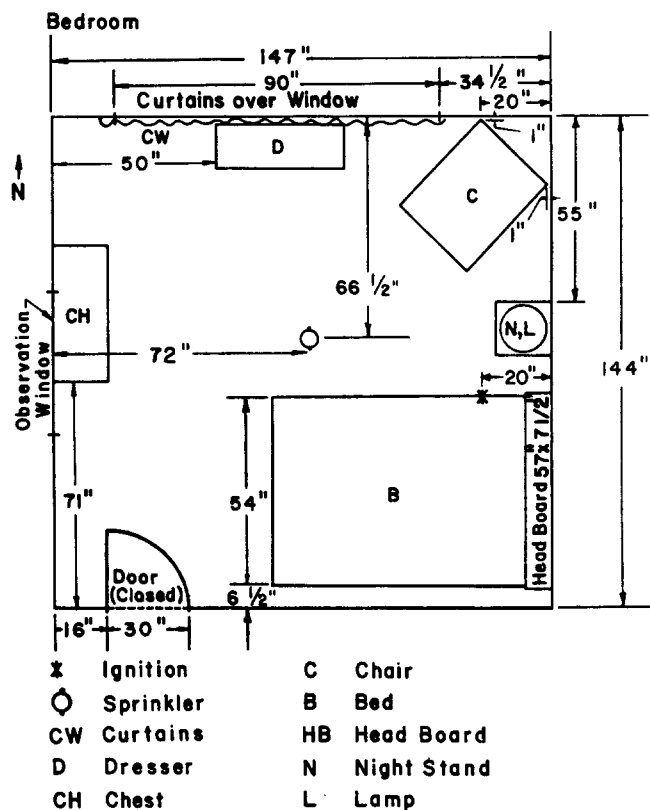 Bedroom
147"
90"
34 1/2"
Curtains over Window
20"
CW
D
1"
50"
N
C
1"
55"
66 1/2"
CH
N,L
72"
Observation Window
20"
144"
71"
54"
B
Head Board 57"x 7 1/2"
Door
(Closed)
6 1/2"
16"
30"
Ignition
C Chair
Sprinkler
B Bed
CW Curtains
HB Head Board
D Dresser
N Night Stand
CH Chest
L Lamp